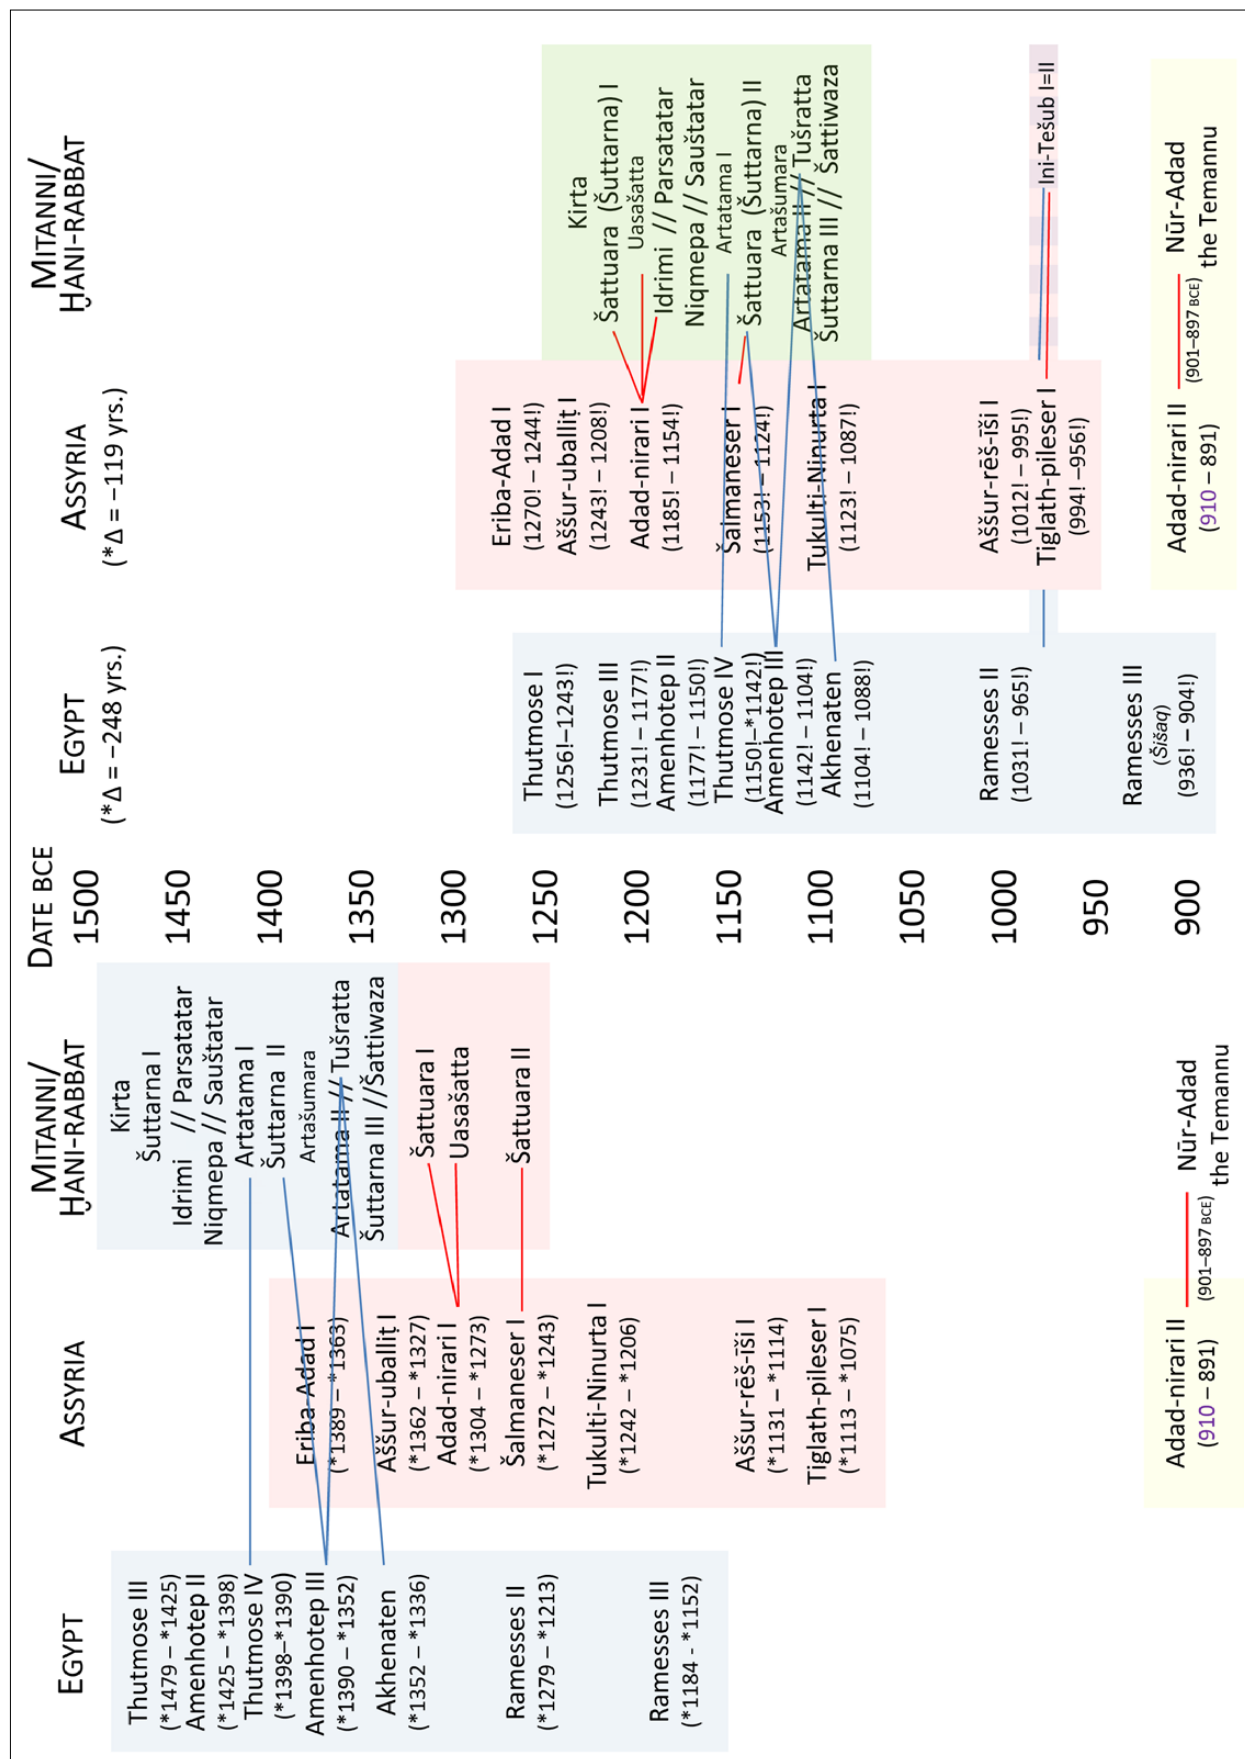 EGYPT
Thutmose III
(*1479 – *1425)
Amenhotep II
(*1425 – *1398)
Thutmose IV
(*1398–*1390)
Amenhotep III
(*1390 – *1352)
Akhenaten
(*1352 – *1336)
Ramesses II
(*1279 – *1213)
Ramesses III
(*1184 - *1152)
ASSYRIA
Eriba-Adad I
(*1389 – *1363)
Aššur-uballiṭ I
(*1362 – *1327)
Adad-nirari I
(*1304 – *1273)
Šalmaneser I
(*1272 – *1243)
Tukulti-Ninurta I
(*1242 – *1206)
Aššur-rēš-īši I
(*1131 – *1114)
Tiglath-pileser I
(*1113 – *1075)
Adad-nirari II
(910 – 891)
(901–897 BCE)
MITANNI/
ḪANI-RABBAT
Kirta
Šuttarna I
Idrimi // Parsatatar
Niqmepa // Sauštatar
Artatama I
Šuttarna II
Artašumara
Artatama II // Tušratta
Šuttarna III //Šattiwaza
Šattuara I
Uasašatta
Šattuara II
Nūr-Adad
the Temannu
DATE BCE
1500
1450
1400
1350
1300
1250
1200
1150
1100
1050
1000
950
900
EGYPT
(*Δ = –248 yrs.)
Thutmose I
(1256!–1243!)
Thutmose III
(1231! – 1177!)
Amenhotep II
(1177! – 1150!)
Thutmose IV
(1150!–*1142!)
Amenhotep III
(1142! – 1104!)
Akhenaten
(1104! – 1088!)
Ramesses II
(1031! – 965!)
Ramesses III
(Šišaq)
(936! – 904!)
ASSYRIA
(*Δ = –119 yrs.)
Eriba-Adad I
(1270! – 1244!)
Aššur-uballiṭ I
(1243! – 1208!)
Adad-nirari I
(1185! – 1154!)
Šalmaneser I
(1153! – 1124!)
Tukulti-Ninurta I
(1123! – 1087!)
Aššur-rēš-īši I
(1012! – 995!)
Tiglath-pileser I
(994! –956!)
Adad-nirari II
(910 – 891)
(901–897 BCE)
MITANNI/
ḪANI-RABBAT
Kirta
Šattuara (Šuttarna) I
Uasašatta
Idrimi // Parsatatar
Niqmepa // Sauštatar
Artatama I
Šattuara (Šuttarna) II
Artašumara
Artatama II // Tušratta
Šuttarna III // Šattiwaza
Ini-Tešub I=II
Nūr-Adad
the Temannu